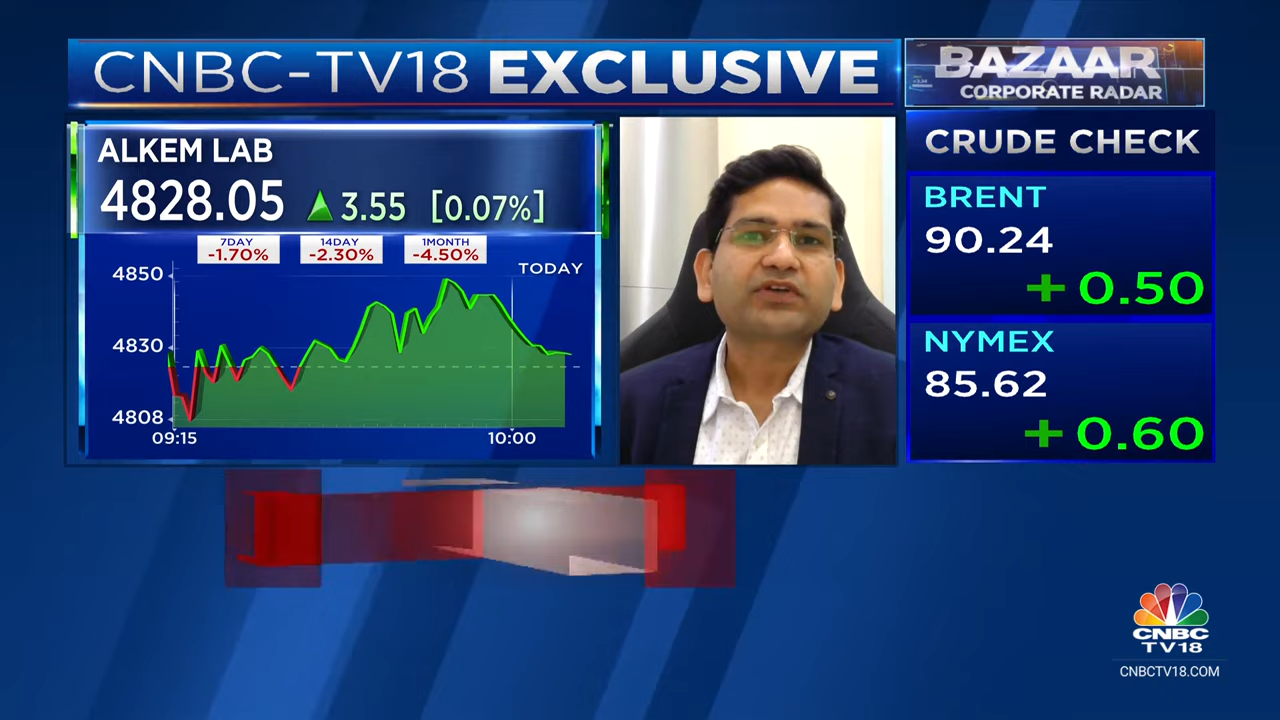 CNBC-TV18 EXCLUSIVE
BAZAAR
CORPORATE RADAR
ALKEM LAB
4828.05 ▲ 3.55 [0.07%]
7DAY
-1.70%
14DAY
-2.30%
1MONTH
-4.50%
TODAY
4850
4830
4808
09:15
10:00
CRUDE CHECK
BRENT
90.24
+ 0.50
NYMEX
85.62
+ 0.60
CNBC
TV18
CNBCTV18.COM